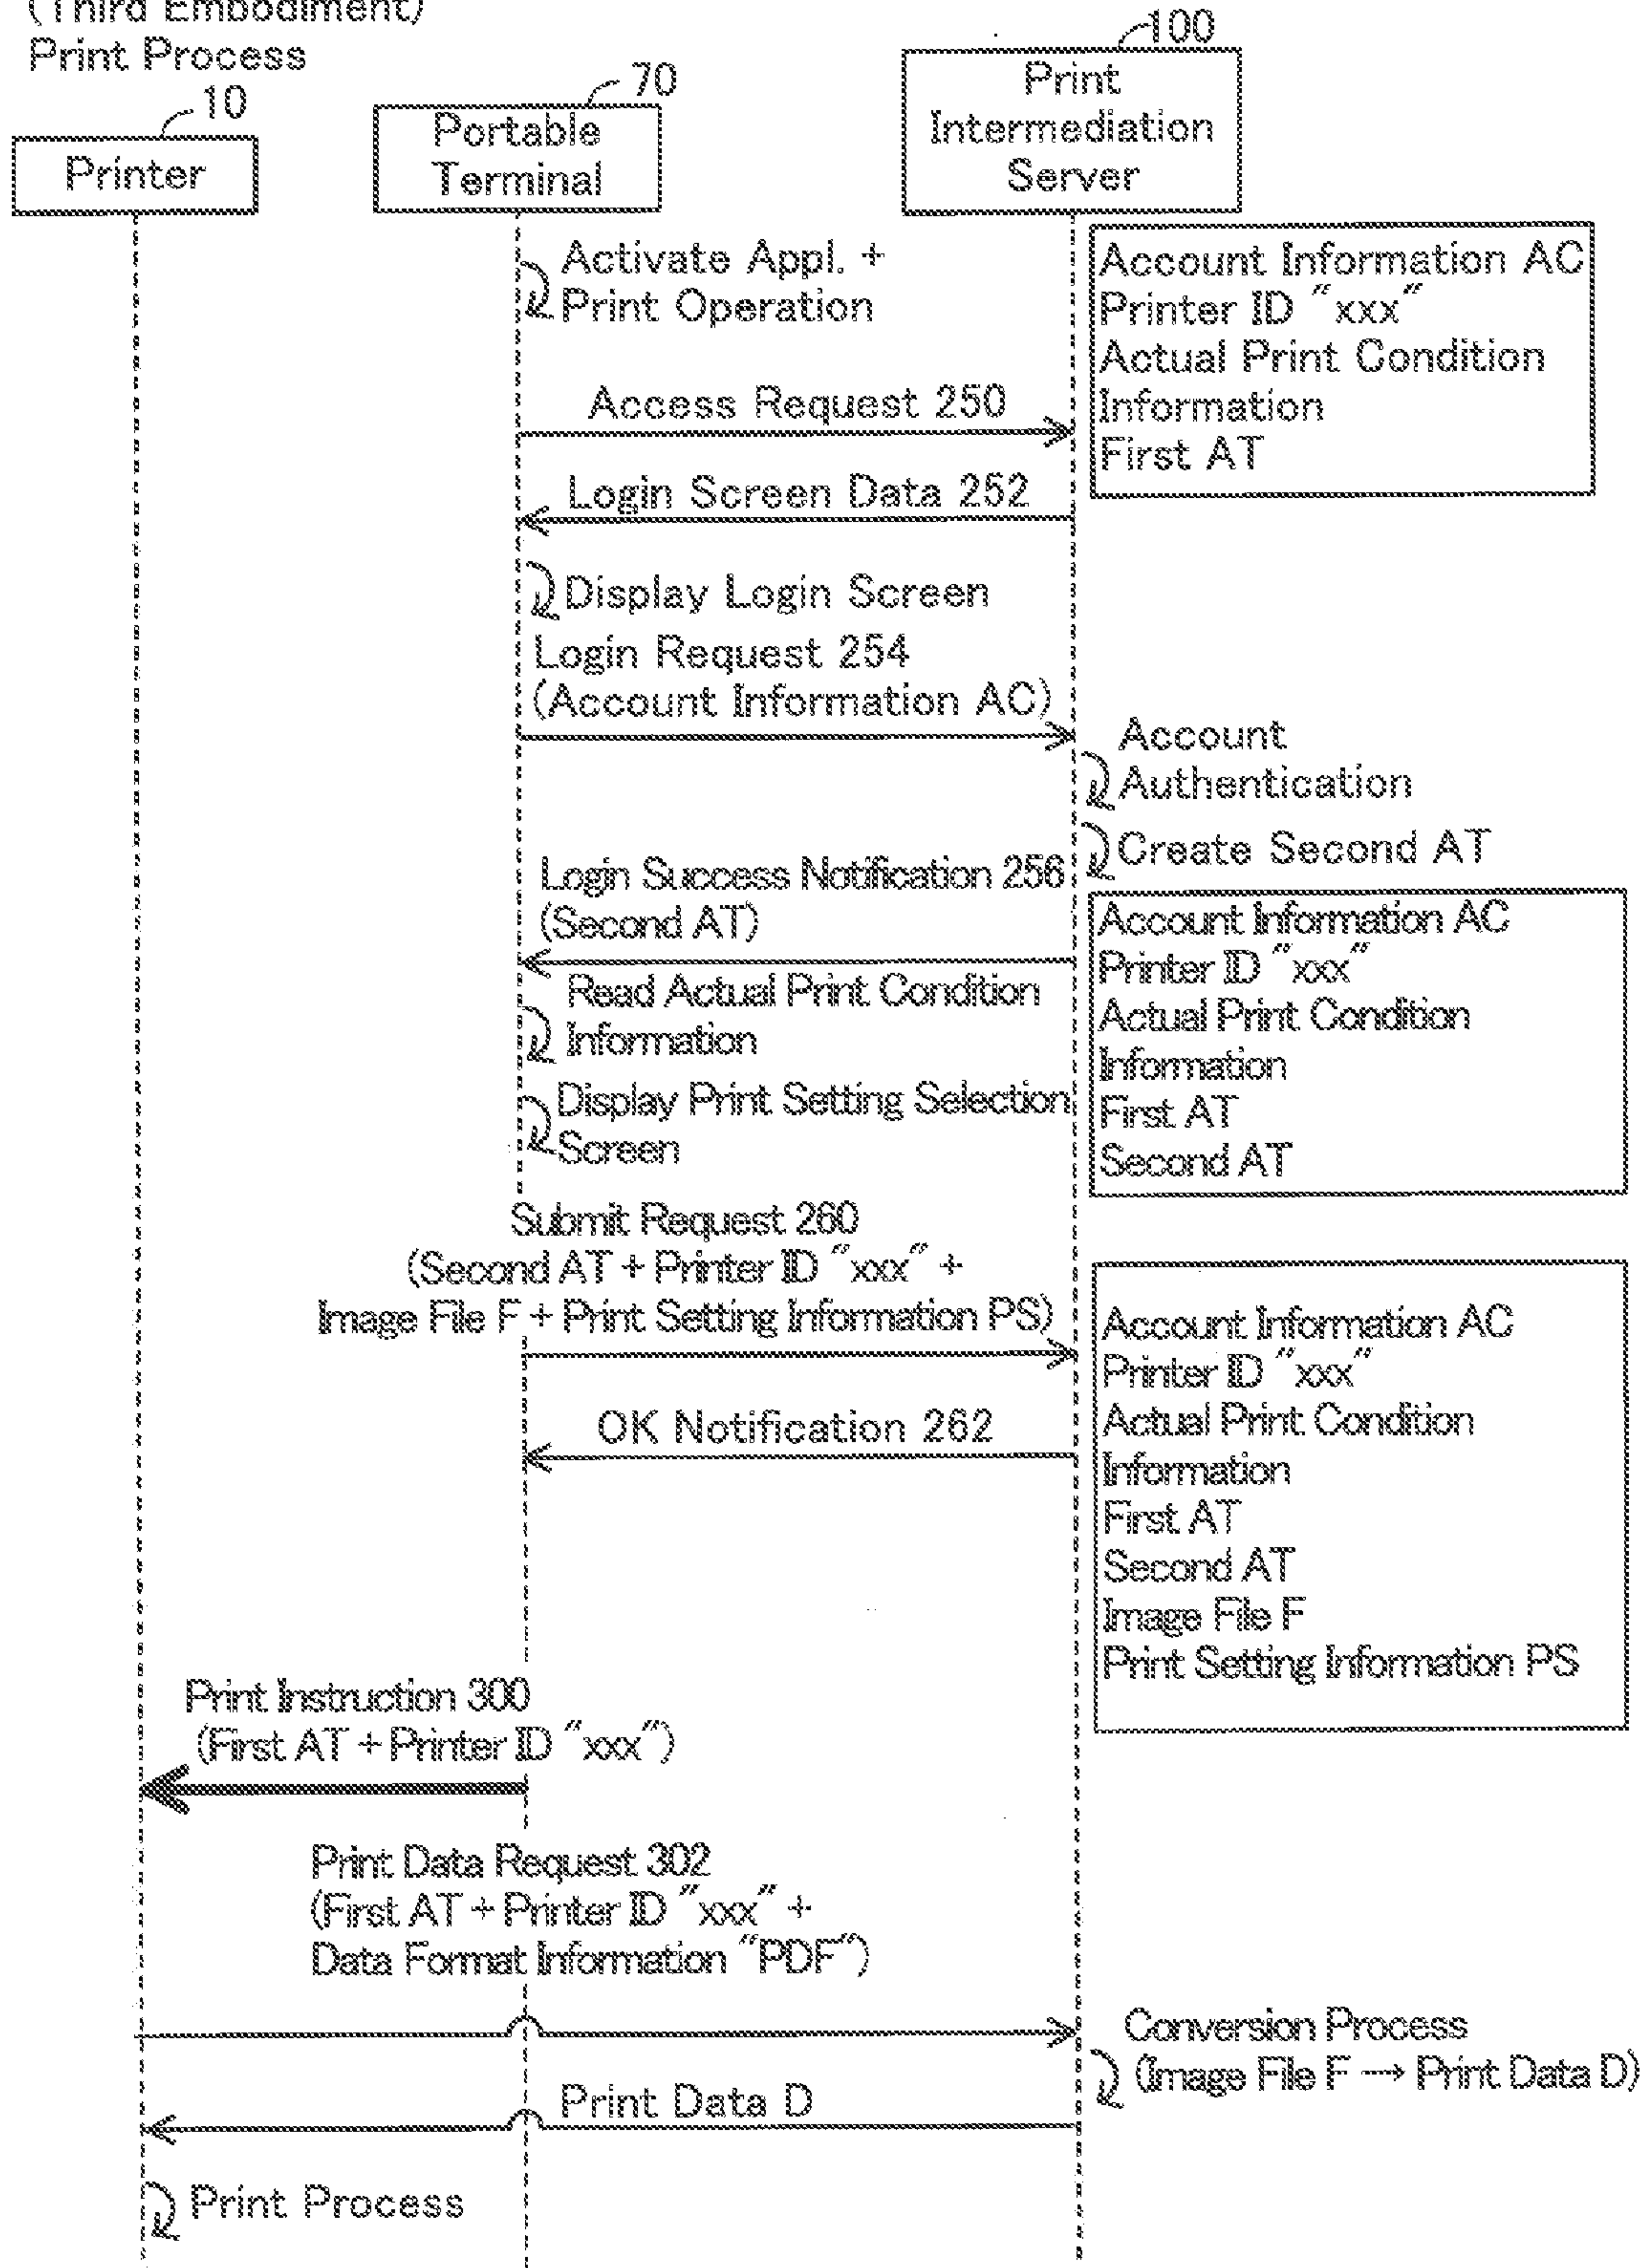 (Third Embodiment)
Print Process
10
Printer
70
Portable
Terminal
100
Print
Intermediation
Server
Activate Appl. +
Print Operation
Account Information AC
Printer ID "xxx"
Actual Print Condition
Information
First AT
Access Request 250
Login Screen Data 252
Display Login Screen
Login Request 254
(Account Information AC)
Account
Authentication
Create Second AT
Login Success Notification 256
(Second AT)
Account Information AC
Printer ID "xxx"
Actual Print Condition
Information
First AT
Second AT
Read Actual Print Condition
Information
Display Print Setting Selection
Screen
Submit Request 260
(Second AT + Printer ID "xxx" +
Image File F + Print Setting Information PS)
Account Information AC
Printer ID "xxx"
Actual Print Condition
Information
First AT
Second AT
Image File F
Print Setting Information PS
OK Notification 262
Print Instruction 300
(First AT + Printer ID "xxx")
Print Data Request 302
(First AT + Printer ID "xxx" +
Data Format Information "PDF")
Conversion Process
(Image File F → Print Data D)
Print Data D
Print Process